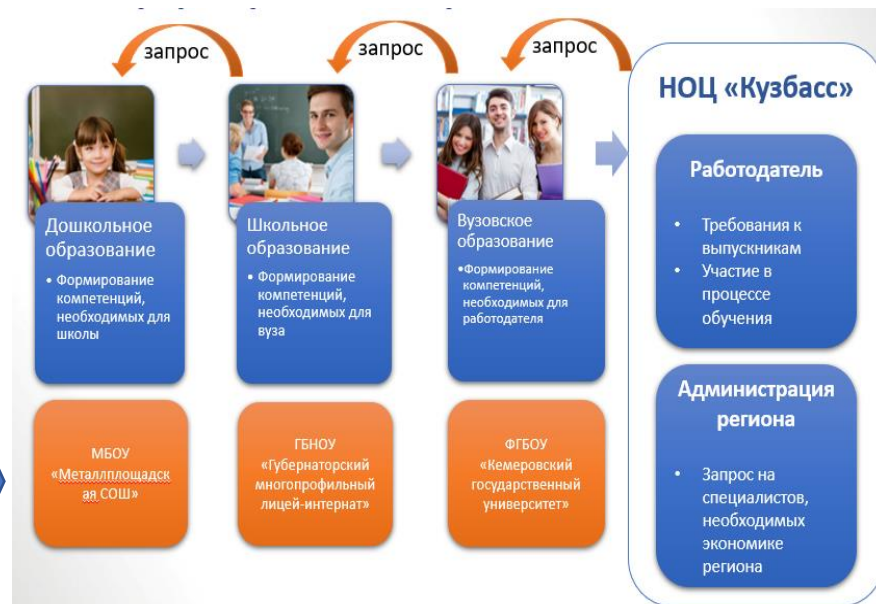 запрос
запрос
запрос
НОЦ «Кузбасс»
Дошкольное
образование
• Формирование
компетенций,
необходимых для
школы
Школьное
образование
• Формирование
компетенций,
необходимых для
вуза
Вузовское
образование
•Формирование
компетенций,
необходимых для
работодателя
Работодатель
• Требования к
выпускникам
• Участие в
процессе
обучения
МБОУ
«Металлплощадск
ая СОШ»
ГБНОУ
«Губернаторский
многопрофильный
лицей-интернат»
ФГБОУ
«Кемеровский
государственный
университет»
Администрация
региона
• Запрос на
специалистов,
необходимых
экономике
региона